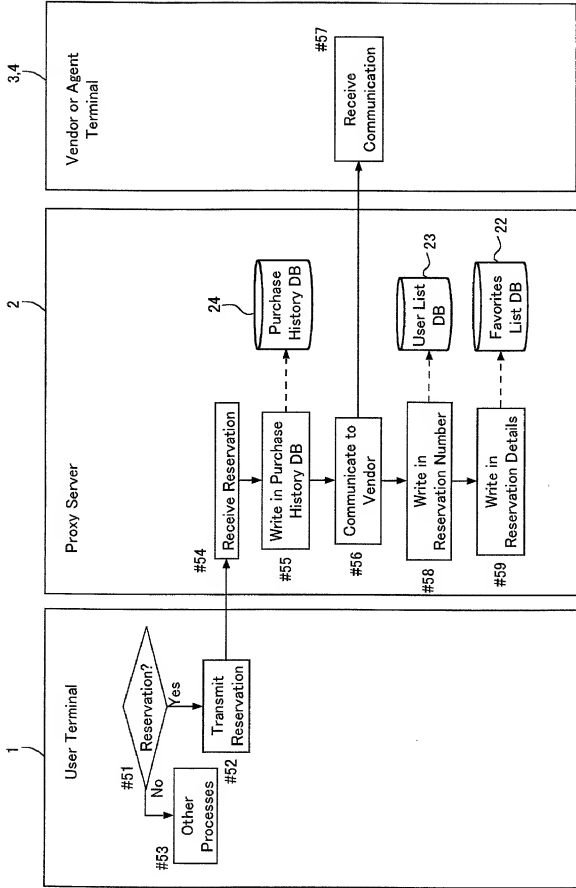 1
User Terminal
#51
Reservation?
No
Yes
#53
Other
Processes
#52
Transmit
Reservation
2
Proxy Server
#54
Receive Reservation
#55
Write in Purchase
History DB
24
Purchase
History DB
#56
Communicate to
Vendor
#58
Write in
Reservation Number
23
User List
DB
#59
Write in
Reservation Details
22
Favorites
List DB
3,4
Vendor or Agent
Terminal
#57
Receive
Communication